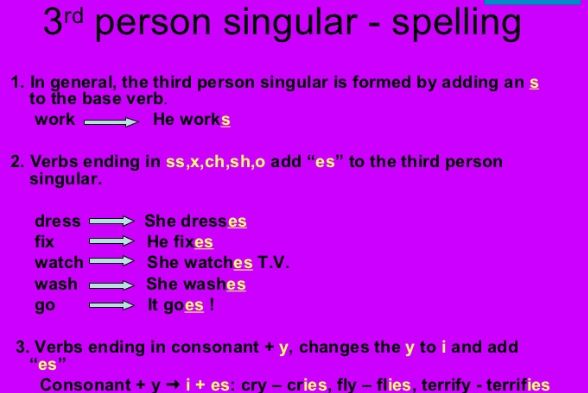 3rd person singular - spelling
1. In general, the third person singular is formed by adding an s
to the base verb.
work He works
2. Verbs ending in ss,x,ch,sh,o add “es” to the third person
singular.
dress She dresses
fix He fixes
watch She watches T.V.
wash She washes
go It goes !
3. Verbs ending in consonant + y, changes the y to i and add
“es”
Consonant + y → i + es: cry – cries, fly – flies, terrify - terrifies